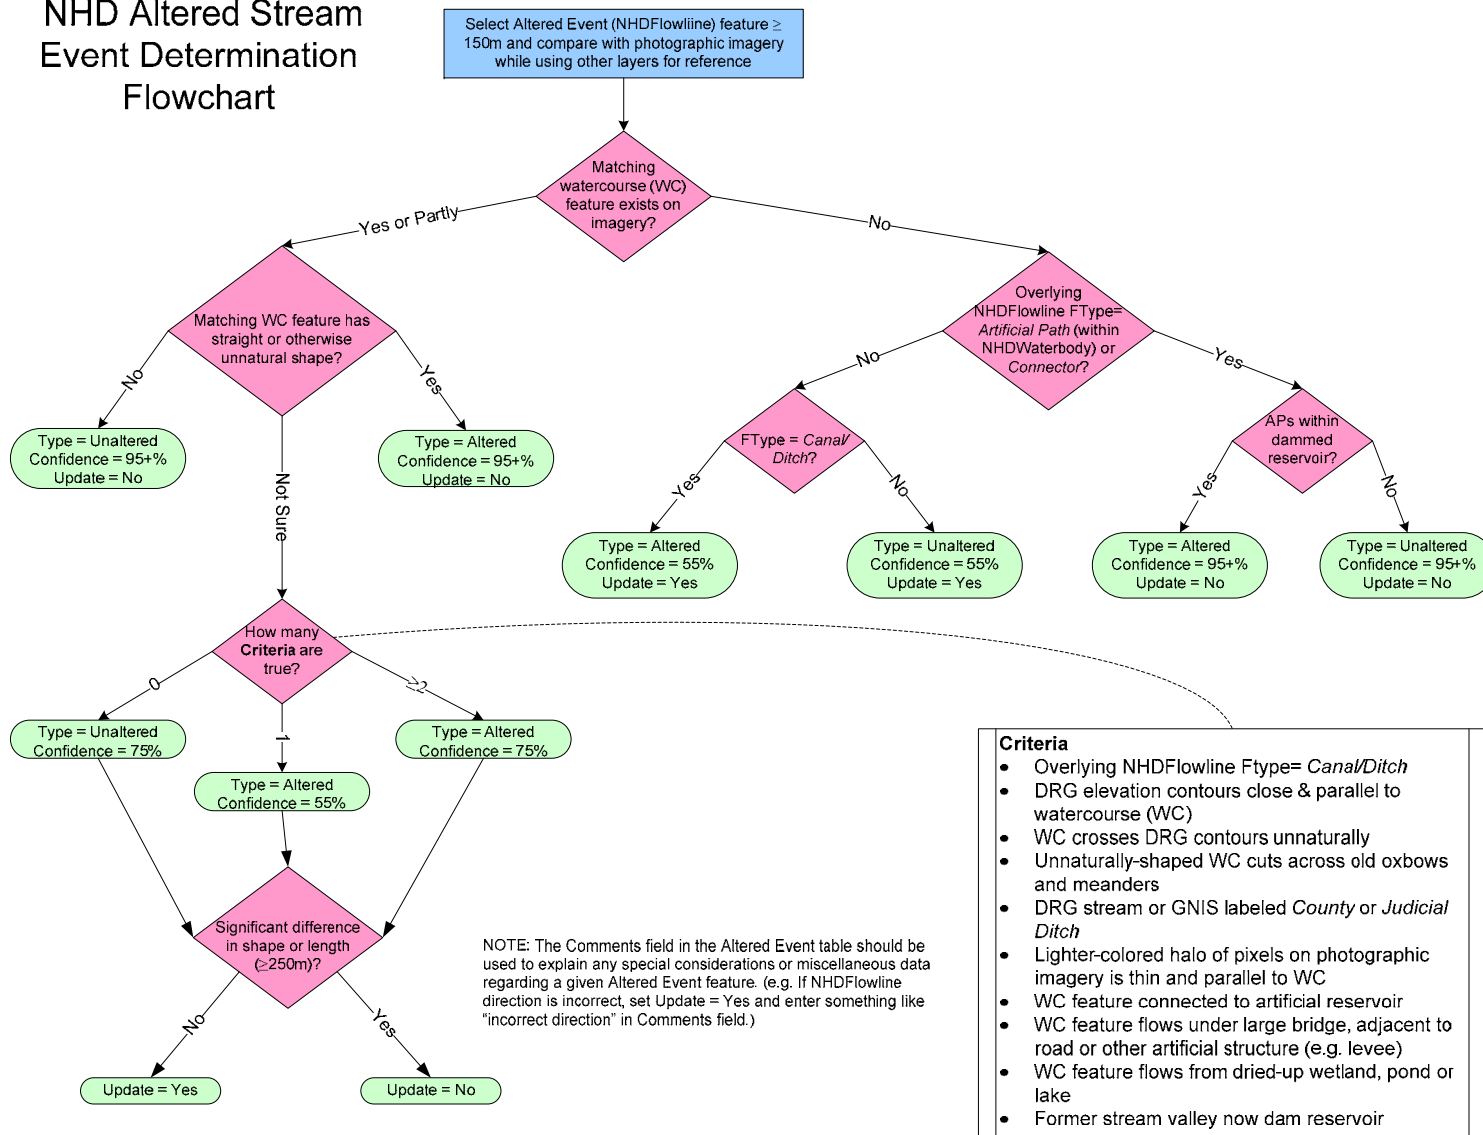 NHD Altered Stream
Event Determination
Flowchart
Select Altered Event (NHDFlowliine) feature ≥
150m and compare with photographic imagery
while using other layers for reference
Matching
watercourse (WC)
feature exists on
imagery?
Yes or Partly
No
Matching WC feature has
straight or otherwise
unnatural shape?
No
Yes
Not Sure
Type = Unaltered
Confidence = 95+%
Update = No
Type = Altered
Confidence = 95+%
Update = No
Overlying
NHDFlowline FType=
Artificial Path (within
NHDWaterbody) or
Connector?
No
Yes
FType = Canal/
Ditch?
Yes
No
APs within
dammed
reservoir?
Yes
No
Type = Altered
Confidence = 55%
Update = Yes
Type = Unaltered
Confidence = 55%
Update = Yes
Type = Altered
Confidence = 95+%
Update = No
Type = Unaltered
Confidence = 95+%
Update = No
How many
Criteria are
true?
0
1
≥2
Type = Unaltered
Confidence = 75%
Type = Altered
Confidence = 55%
Type = Altered
Confidence = 75%
Significant difference
in shape or length
(≥250m)?
No
Yes
Update = Yes
Update = No
NOTE: The Comments field in the Altered Event table should be
used to explain any special considerations or miscellaneous data
regarding a given Altered Event feature. (e.g. If NHDFlowline
direction is incorrect, set Update = Yes and enter something like
“incorrect direction” in Comments field.)
Criteria
• Overlying NHDFlowline Ftype= Canal/Ditch
• DRG elevation contours close & parallel to
watercourse (WC)
• WC crosses DRG contours unnaturally
• Unnaturally-shaped WC cuts across old oxbows
and meanders
• DRG stream or GNIS labeled County or Judicial
Ditch
• Lighter-colored halo of pixels on photographic
imagery is thin and parallel to WC
• WC feature connected to artificial reservoir
• WC feature flows under large bridge, adjacent to
road or other artificial structure (e.g. levee)
• WC feature flows from dried-up wetland, pond or
lake
• Former stream valley now dam reservoir